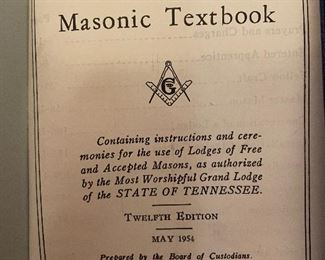 Masonic Textbook
G
Containing instructions and cere-
monies for the use of Lodges of Free
and Accepted Masons, as authorized
by the Most Worshipful Grand Lodge
of the STATE OF TENNESSEE.
TWELFTH EDITION
MAY 1954
Prepared by the Board of Custodians.